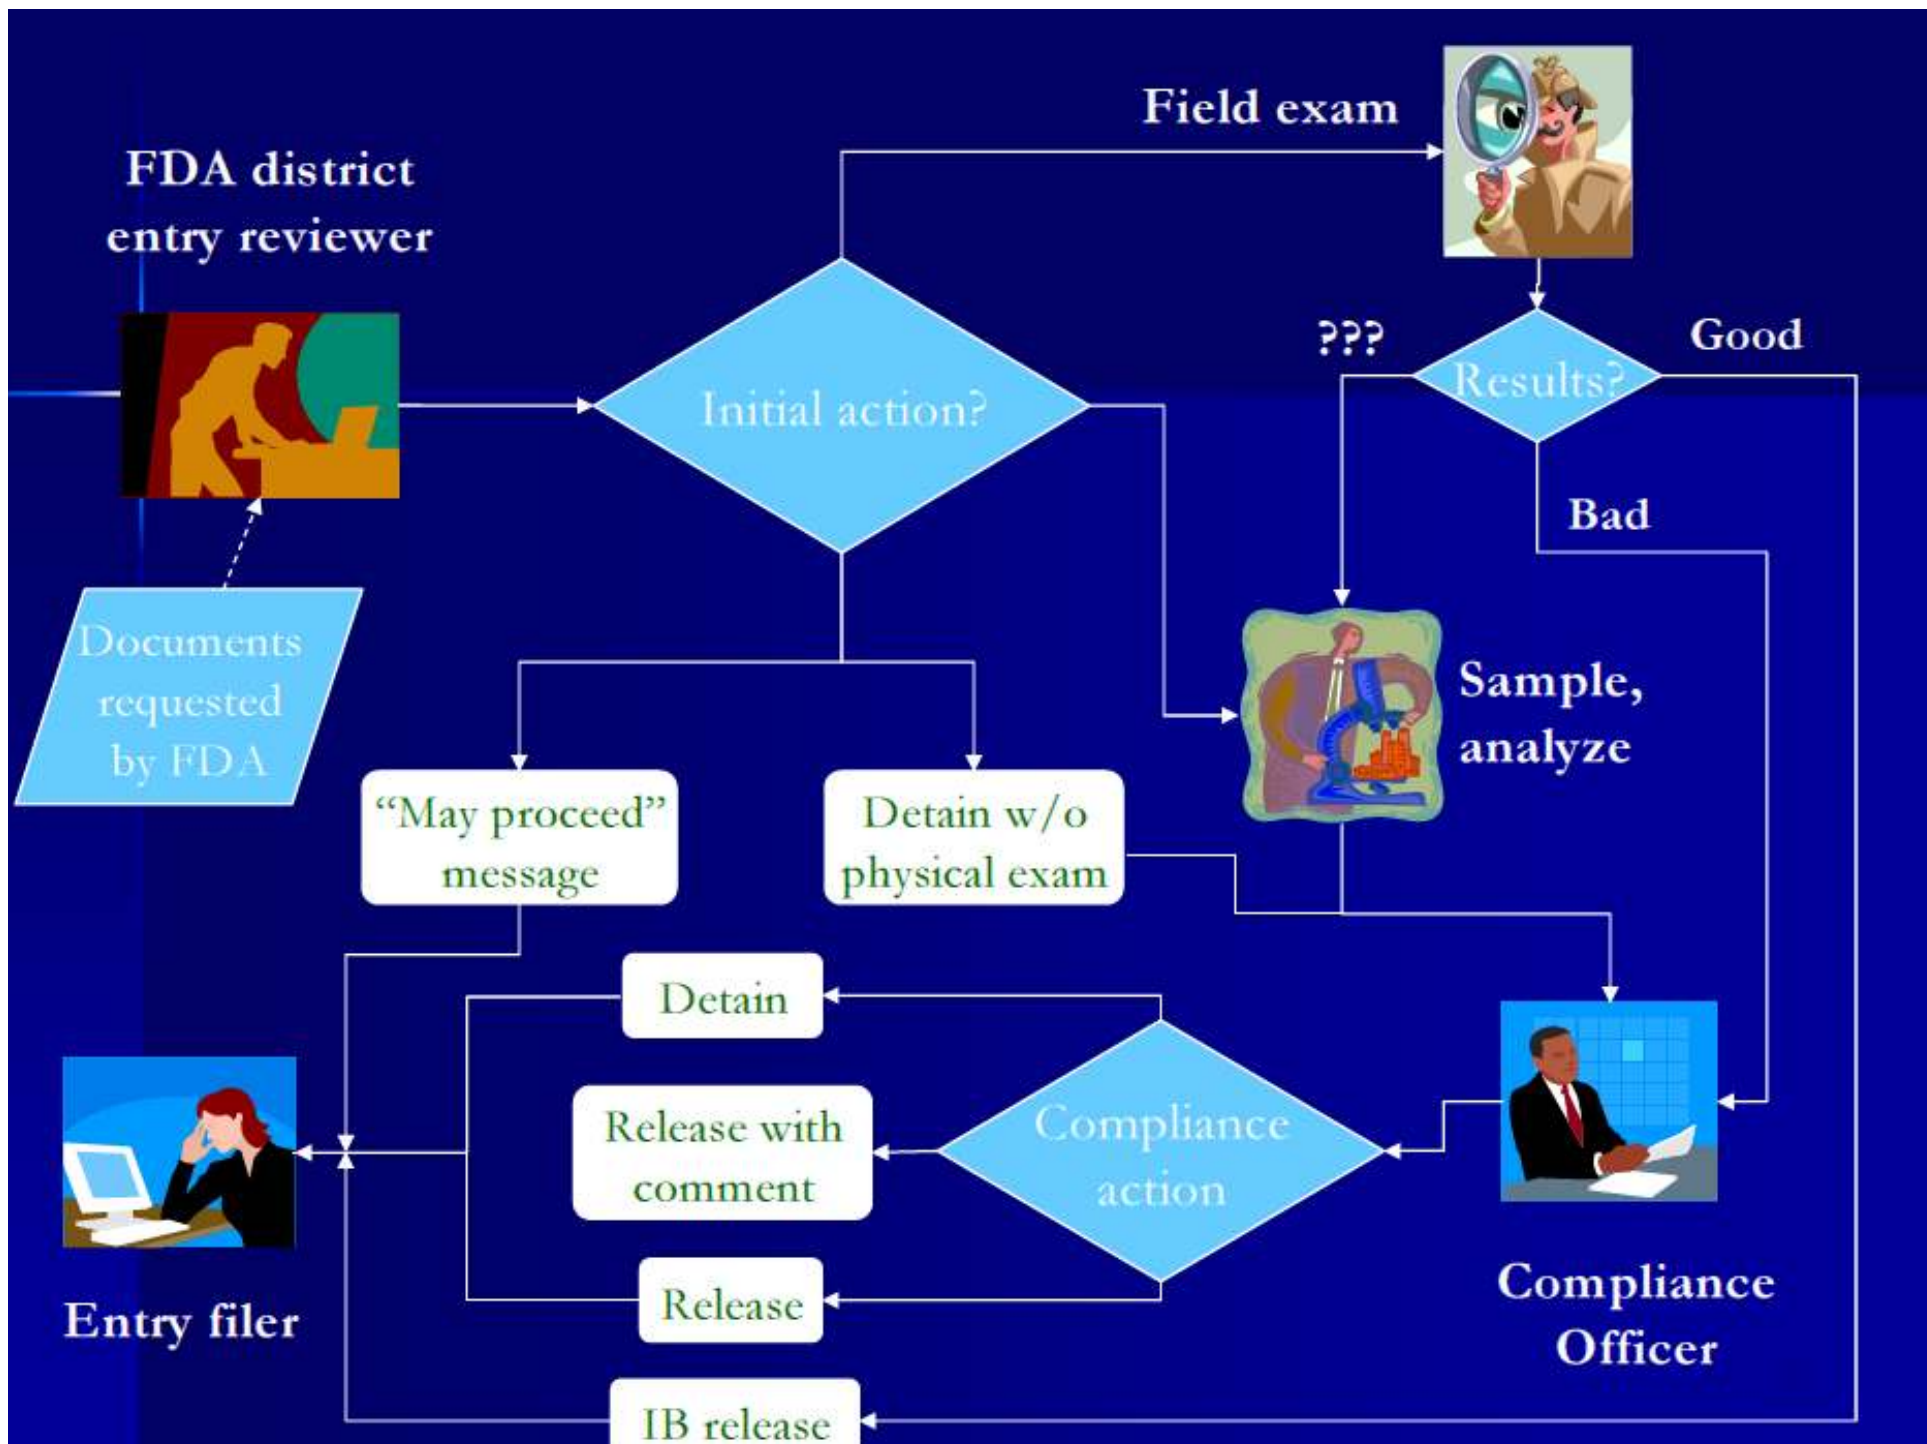 Field exam
FDA district
entry reviewer
???
Good
Results?
Initial action?
Bad
Documents
requested
by FDA
Sample,
analyze
“May proceed”
message
Detain w/o
physical exam
Detain
Release with
comment
Compliance
action
Release
Entry filer
Compliance
Officer
IB release